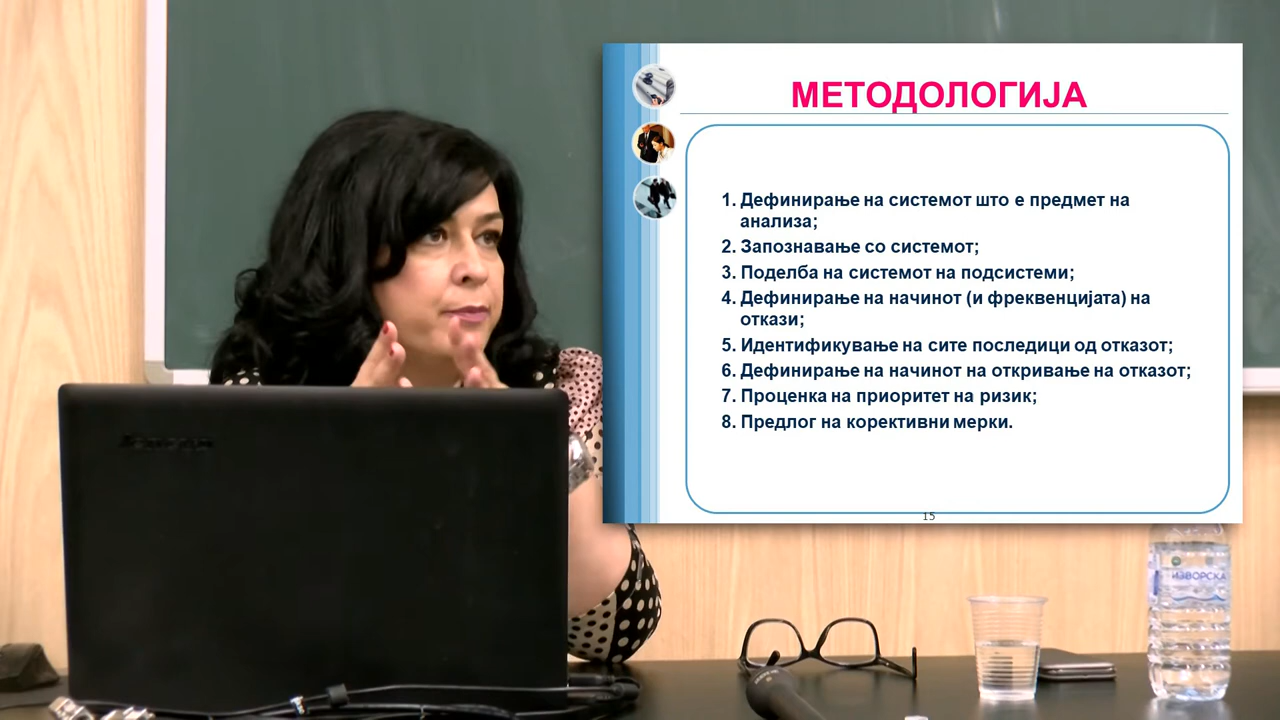 МЕТОДОЛОГИЈА
1. Дефинирање на системот што е предмет на
анализа;
2. Запознавање со системот;
3. Поделба на системот на подсистеми;
4. Дефинирање на начинот (и фреквенцијата) на
откази;
5. Идентификување на сите последици од отказот;
6. Дефинирање на начинот на откривање на отказот;
7. Проценка на приоритет на ризик;
8. Предлог на корективни мерки.
15
ИЗВОРСКА